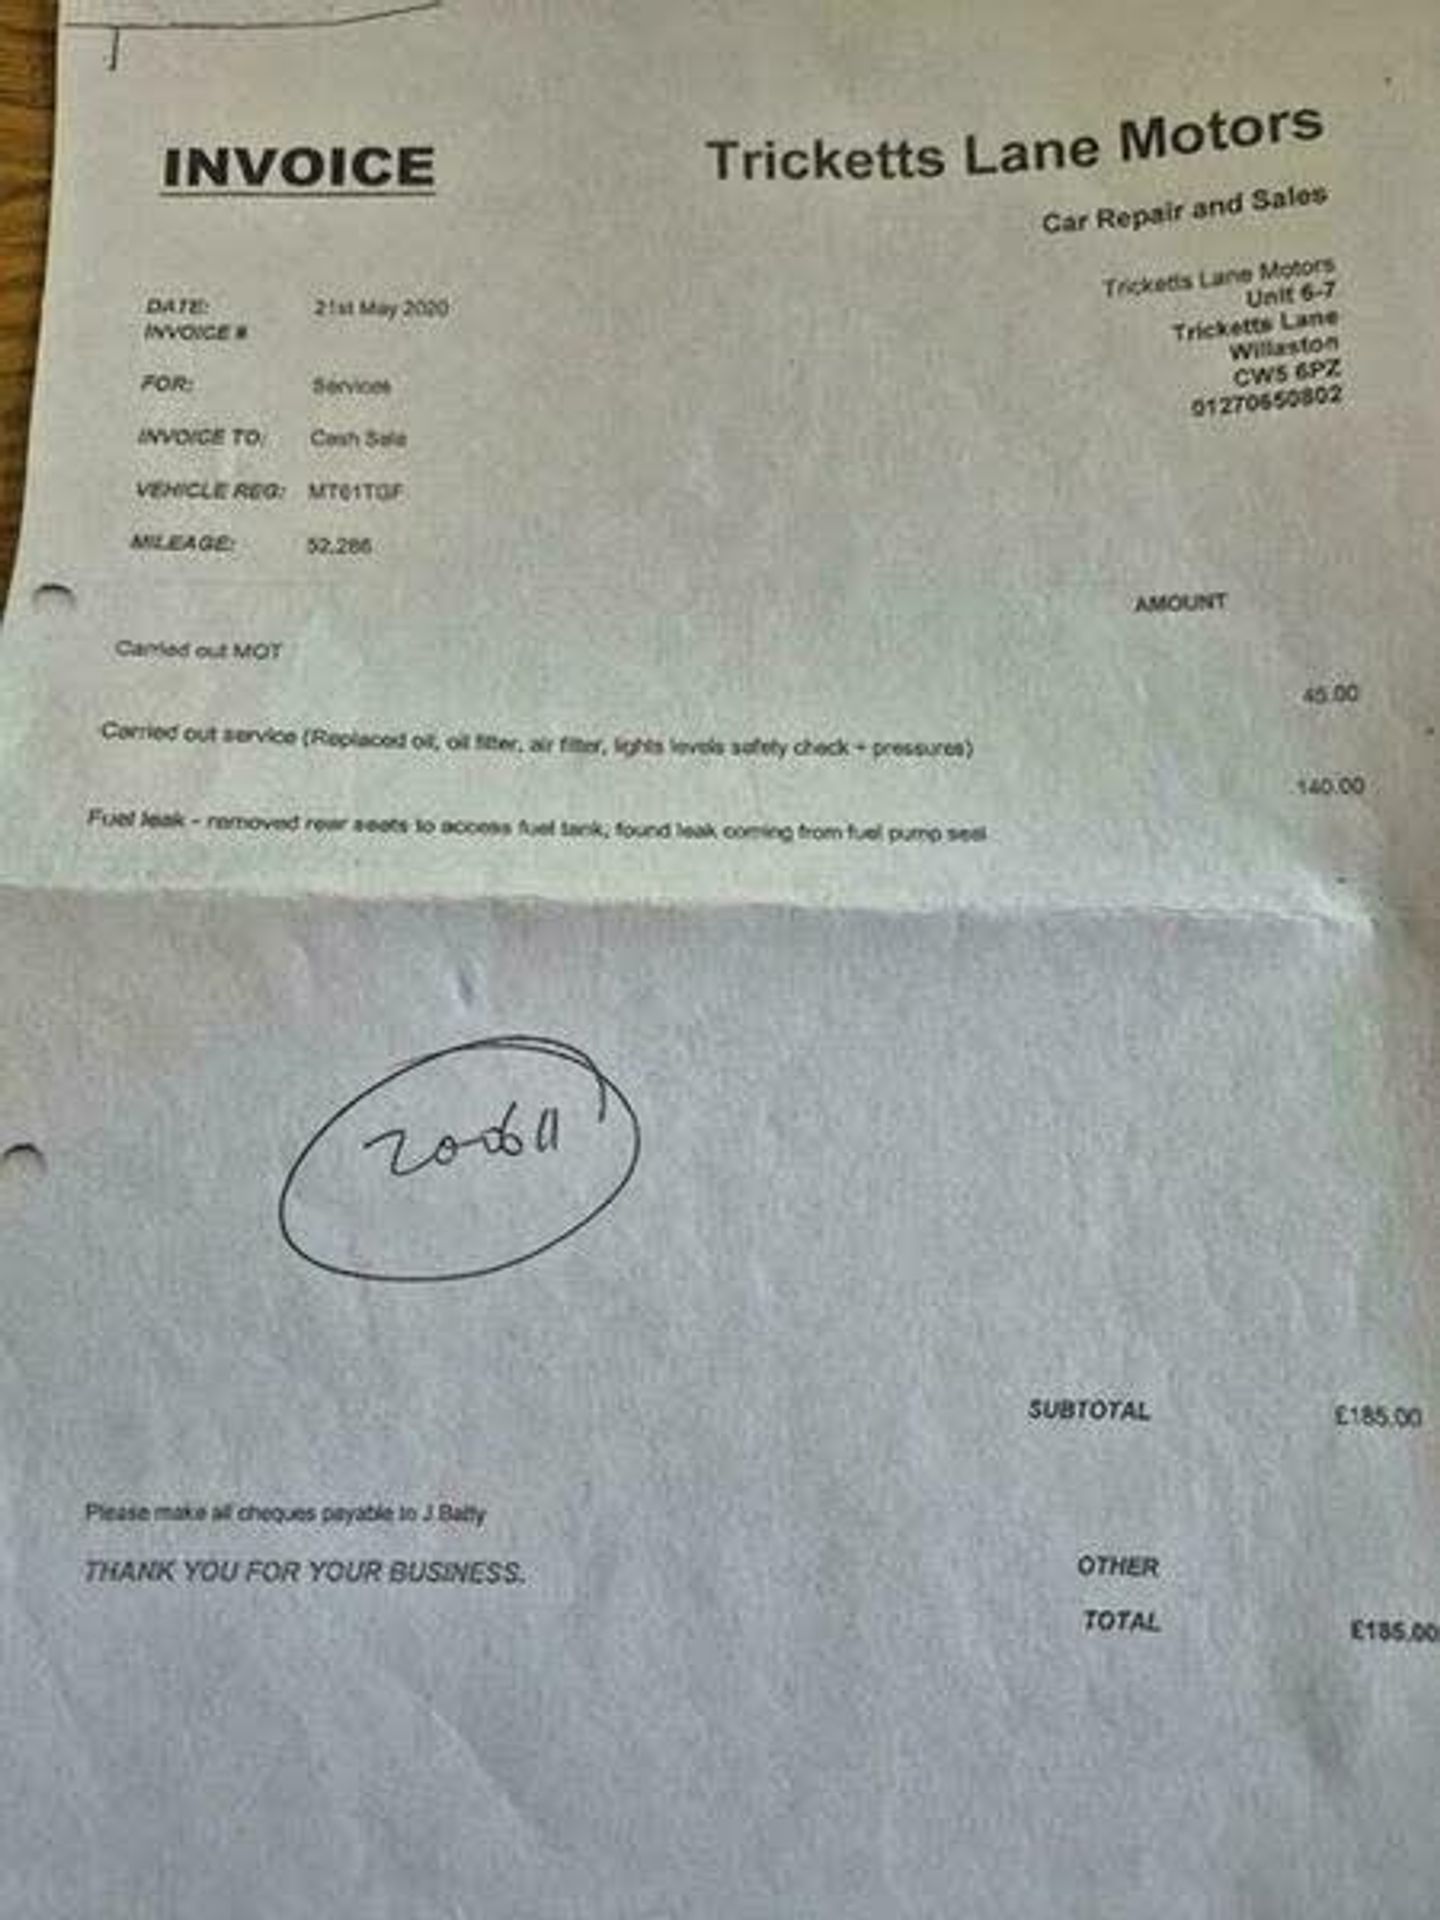 INVOICE
Tricketts Lane Motors
Car Repair and Sales
Tricketts Lane Motors
Unit 6-7
Tricketts Lane
Willaston
CW5 6PZ
01270650802
DATE: 21st May 2020
INVOICE #
FOR: Services
INVOICE TO: Cash Sale
VEHICLE REG: MT61TGF
MILEAGE: 52,286
AMOUNT
Carried out MOT
45.00
Carried out service (Replaced oil, oil filter, air filter, lights levels safety check + pressures)
140.00
Fuel leak - removed rear seats to access fuel tank, found leak coming from fuel pump seal
SUBTOTAL £185.00
Please make all cheques payable to J.Batty
THANK YOU FOR YOUR BUSINESS.
OTHER
TOTAL £185.00